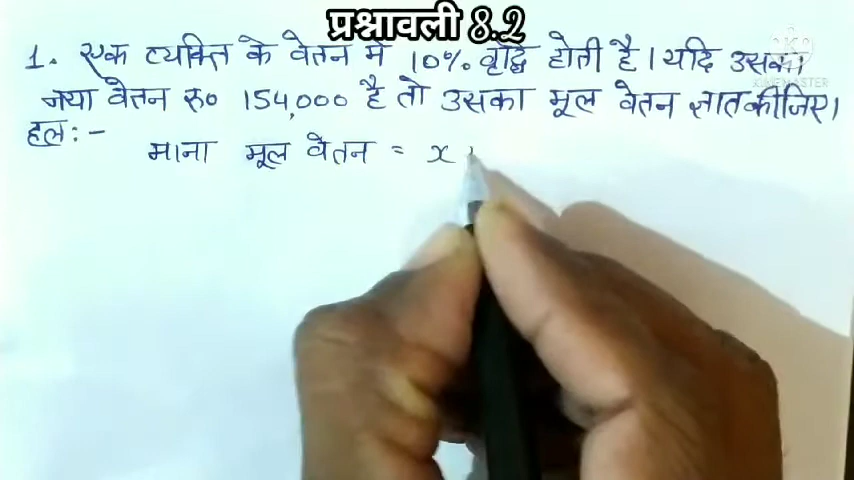 प्रश्नावली 8.2
1. एक व्यक्ति के वेतन में 10% वृद्धि होती है। यदि उसका
नया वेतन रु० 154,000 है तो उसका मूल वेतन ज्ञात कीजिए।
हल:-
माना मूल वेतन = x